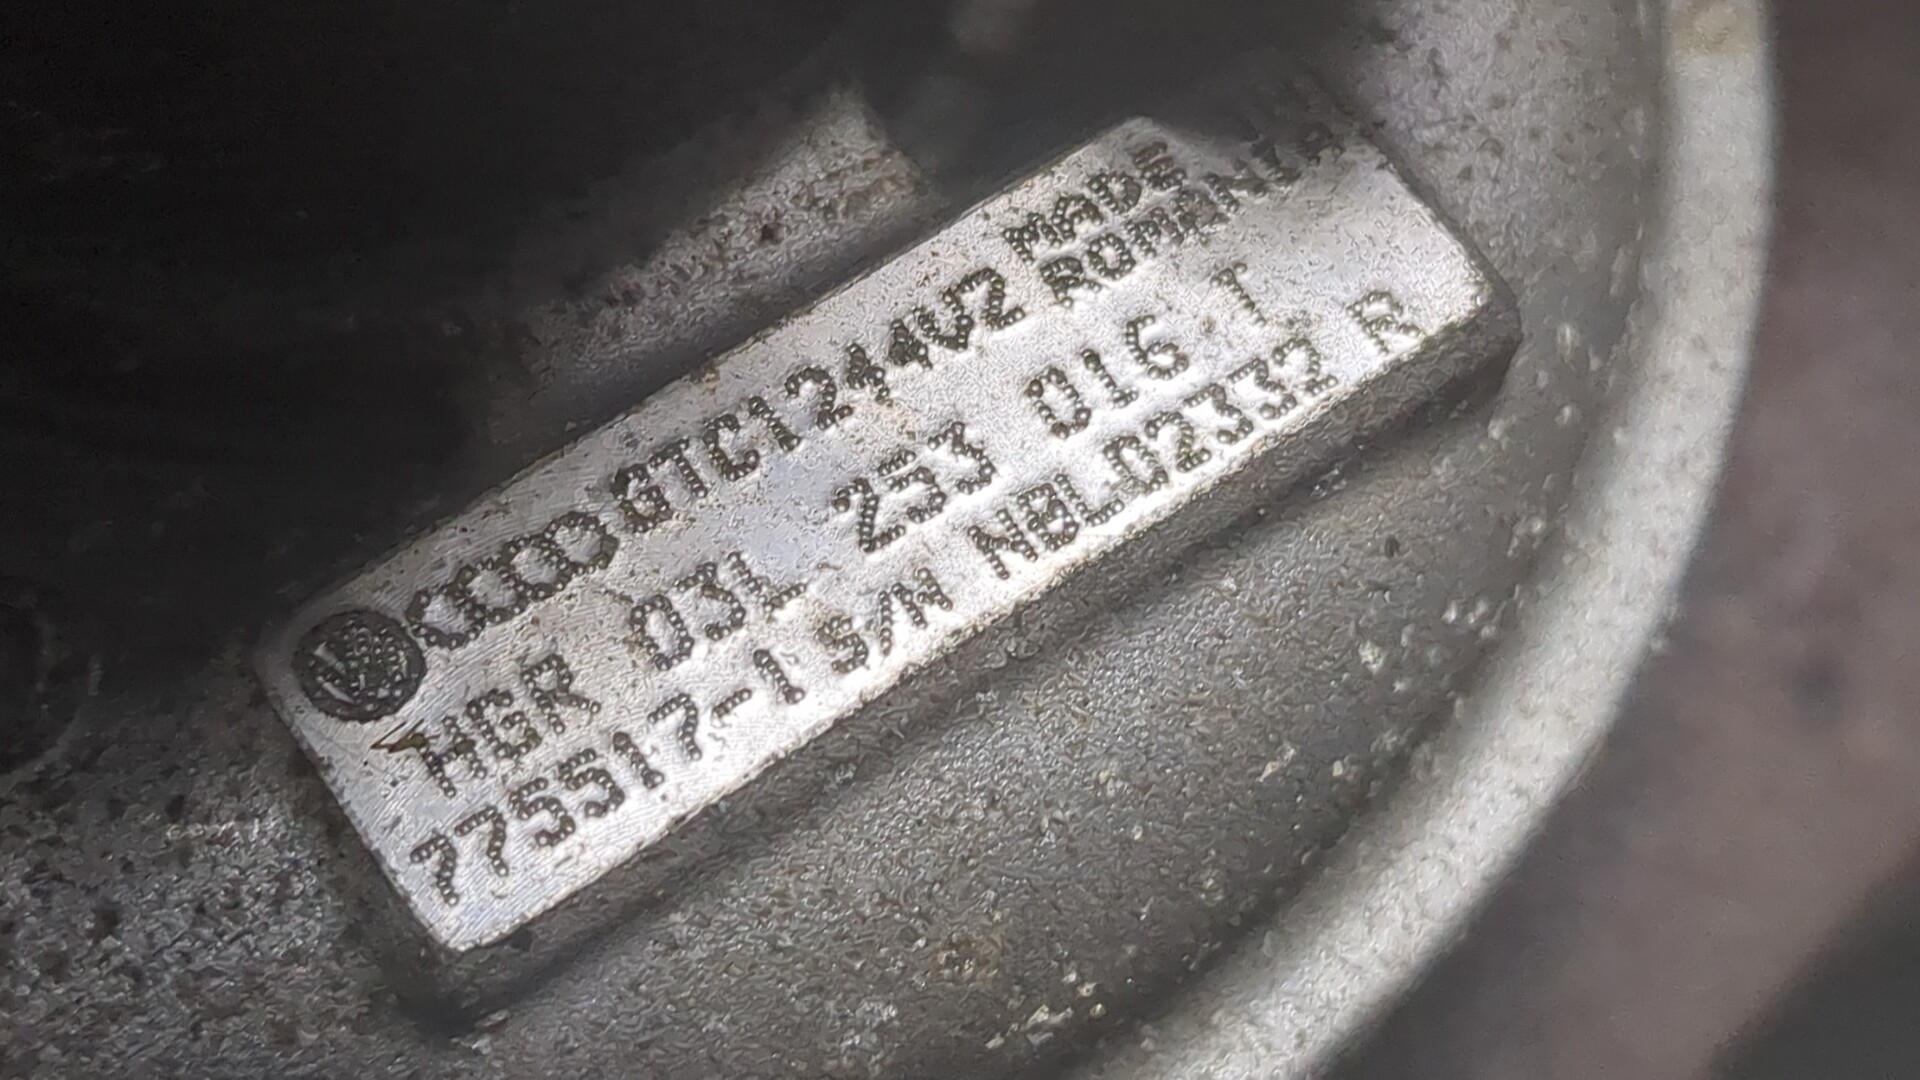 GTC1244VZ MADE
ROMANIA
HGR 03L 253 016 T
775517-1 S/N NBL02332 R